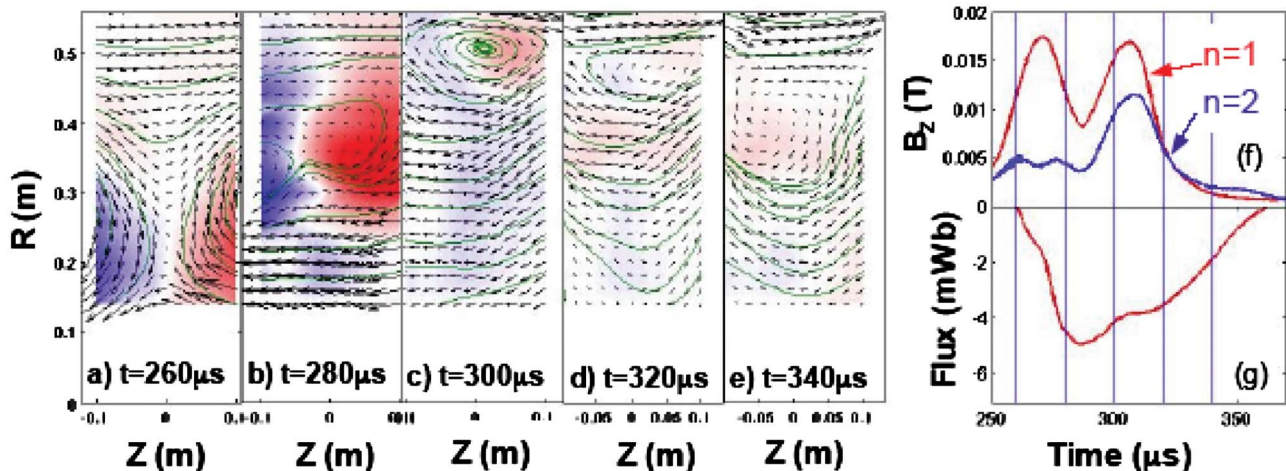 R (m)
0.5
0.4
0.3
0.2
0.1
0
a) t=260µs
b) t=280µs
c) t=300µs
d) t=320µs
e) t=340µs
-0.1
0
0.1
-0.1
0
0
0.1
-0.05
0
0.05
0.1
-0.05
0
0.05
0.1
Z (m)
Z (m)
Z (m)
Z (m)
Z (m)
B_Z (T)
0.02
0.015
0.01
0.005
0
n=1
n=2
(f)
Flux (mWb)
-2
-4
-6
(g)
250
300
350
Time (µs)